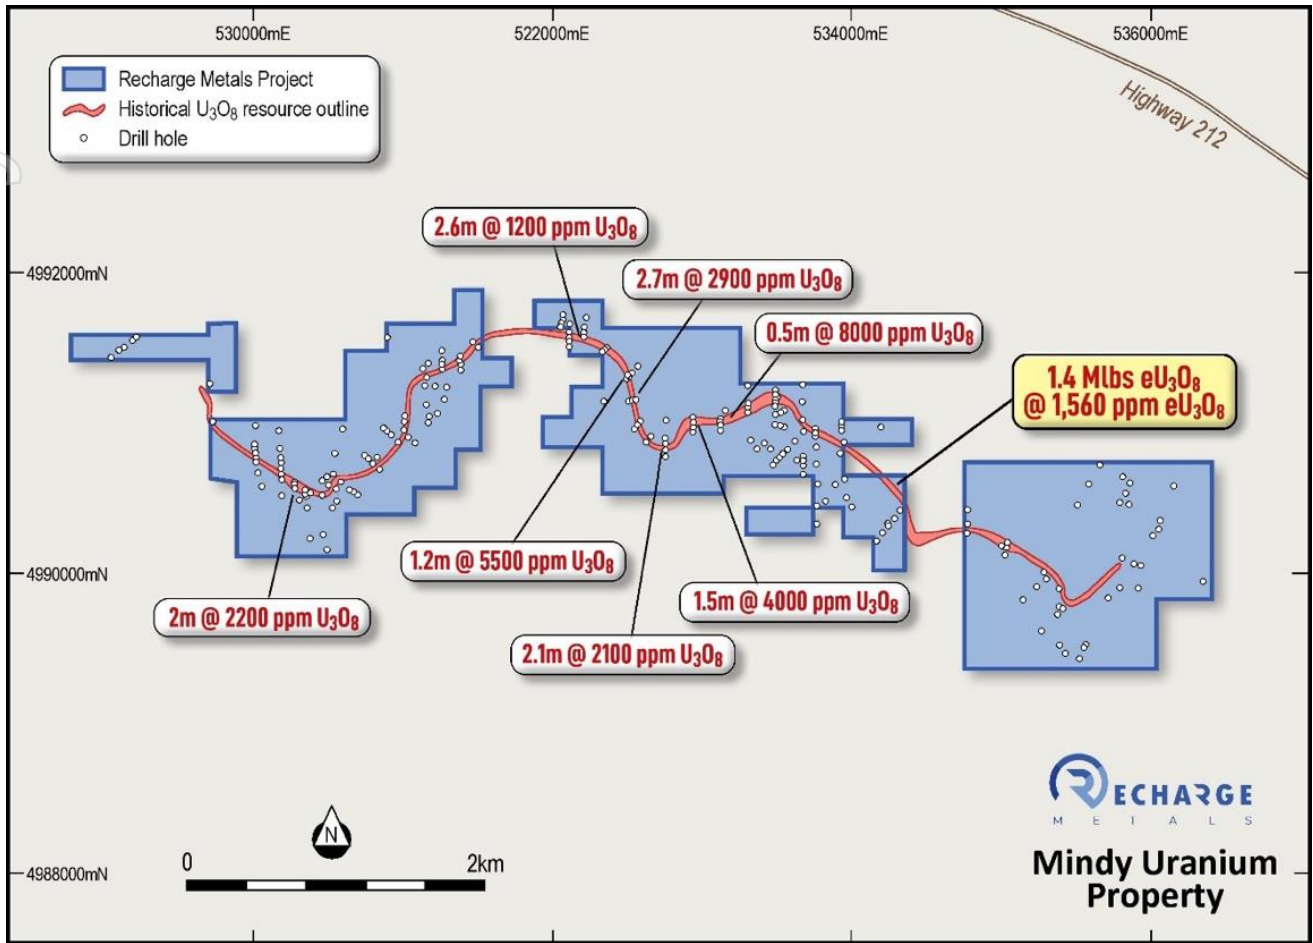 530000mE
522000mE
534000mE
536000mE
Recharge Metals Project
Historical U₃O₈ resource outline
Drill hole
Highway 212
2.6m @ 1200 ppm U₃O₈
4992000mN
2.7m @ 2900 ppm U₃O₈
0.5m @ 8000 ppm U₃O₈
1.4 Mlbs eU₃O₈
@ 1,560 ppm eU₃O₈
1.2m @ 5500 ppm U₃O₈
4990000mN
1.5m @ 4000 ppm U₃O₈
2m @ 2200 ppm U₃O₈
2.1m @ 2100 ppm U₃O₈
RECHARGE
METALS
N
0
2km
4988000mN
Mindy Uranium
Property